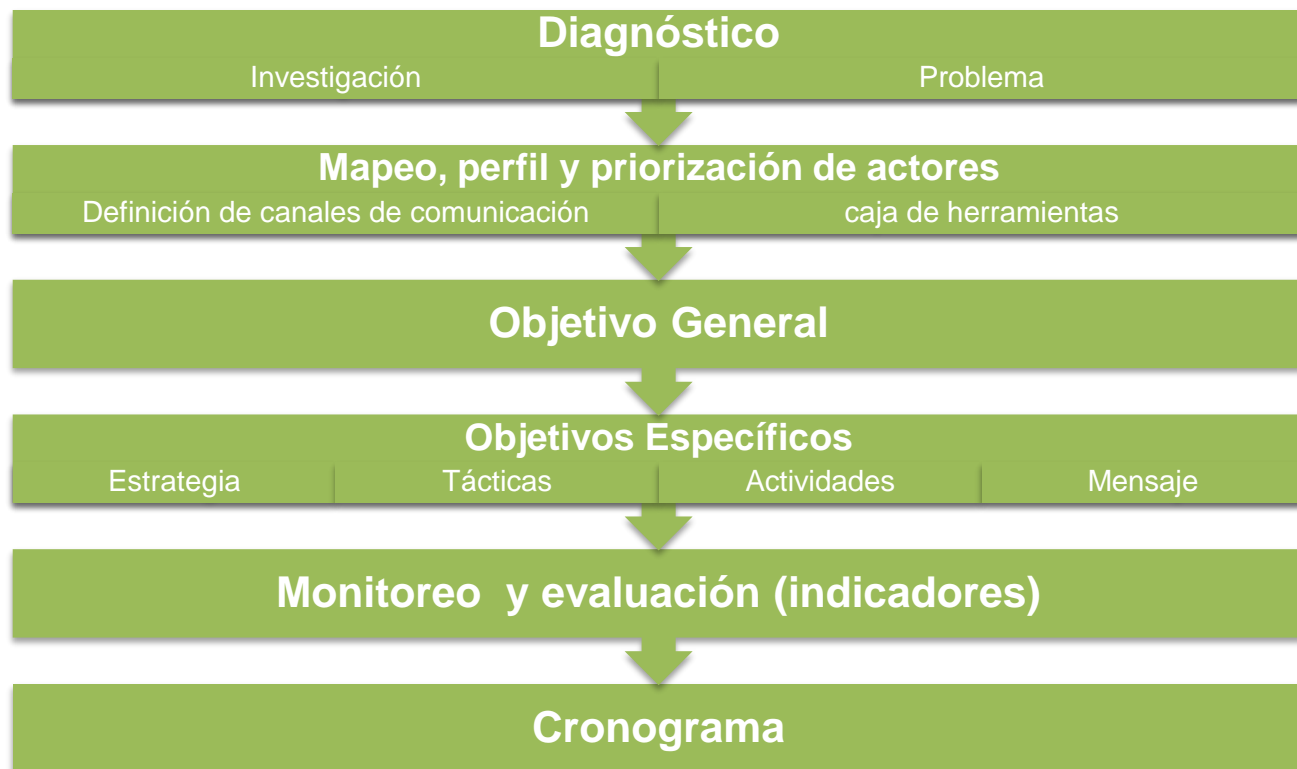 Diagnóstico
Investigación
Problema
Mapeo, perfil y priorización de actores
Definición de canales de comunicación
caja de herramientas
Objetivo General
Objetivos Específicos
Estrategia
Tácticas
Actividades
Mensaje
Monitoreo y evaluación (indicadores)
Cronograma